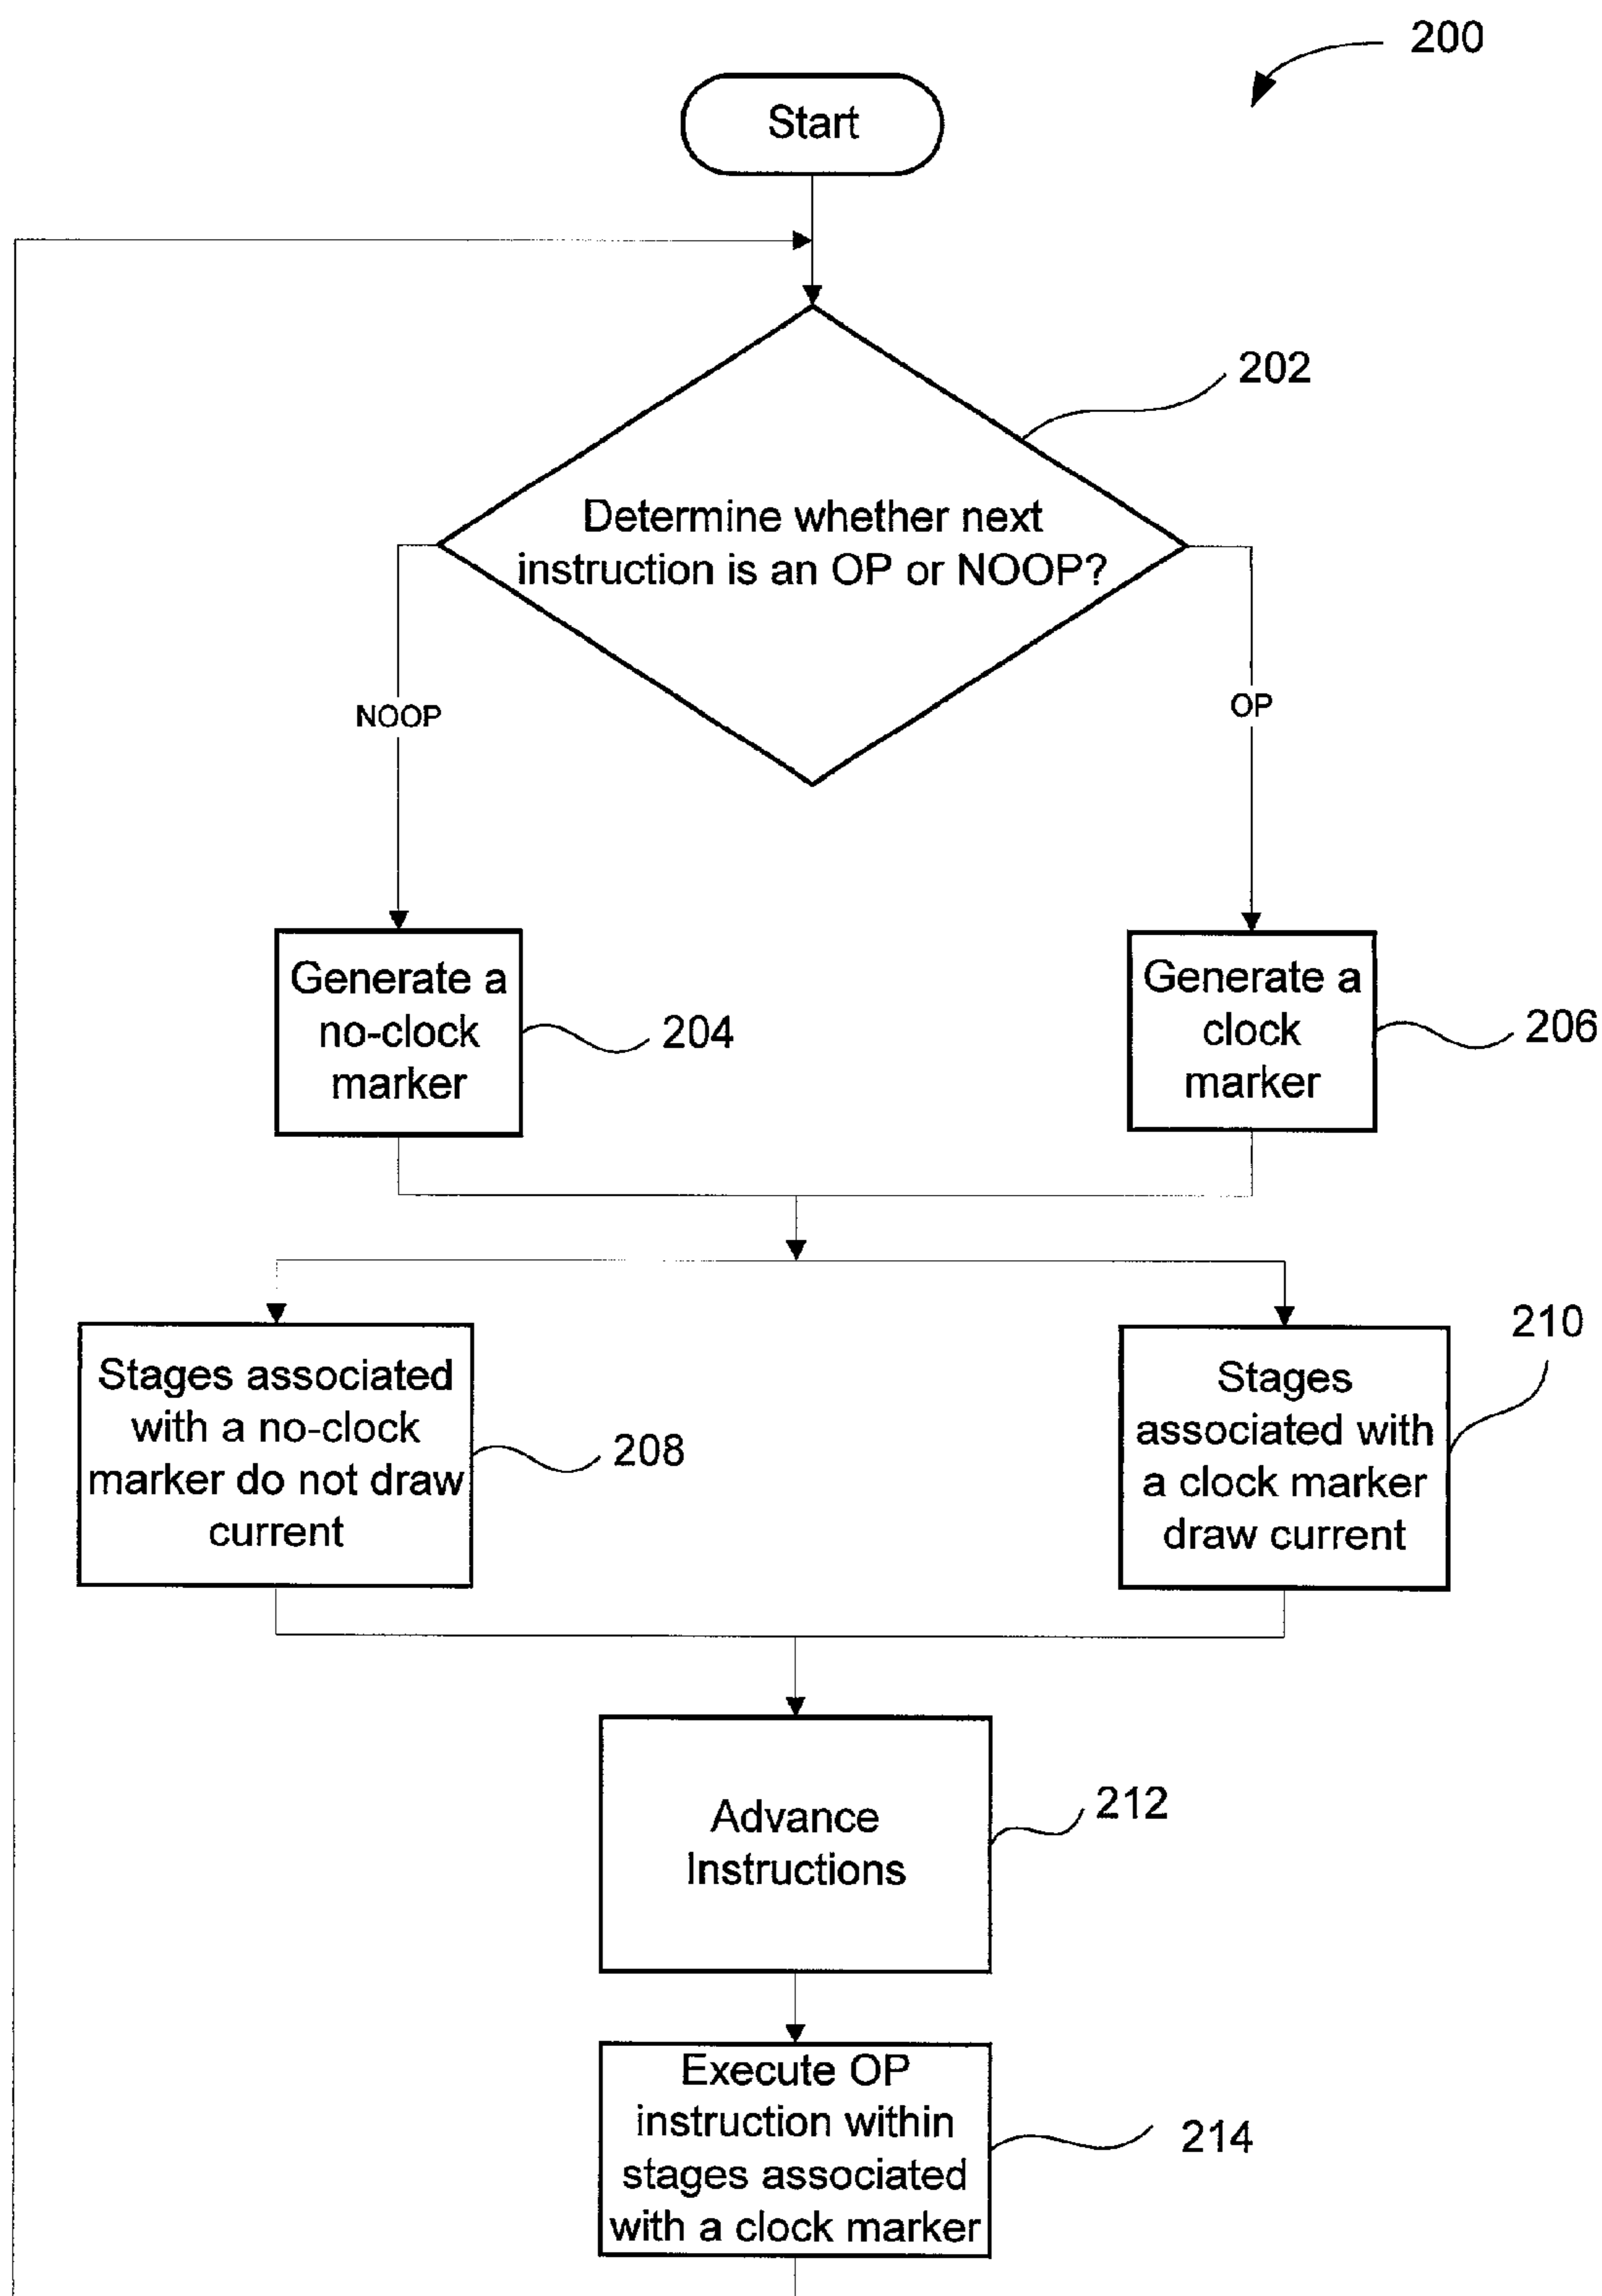 200
Start
202
Determine whether next
instruction is an OP or NOOP?
NOOP
OP
Generate a
no-clock
marker
204
Generate a
clock
marker
206
Stages associated
with a no-clock
marker do not draw
current
208
210
Stages
associated with
a clock marker
draw current
Advance
Instructions
212
Execute OP
instruction within
stages associated
with a clock marker
214